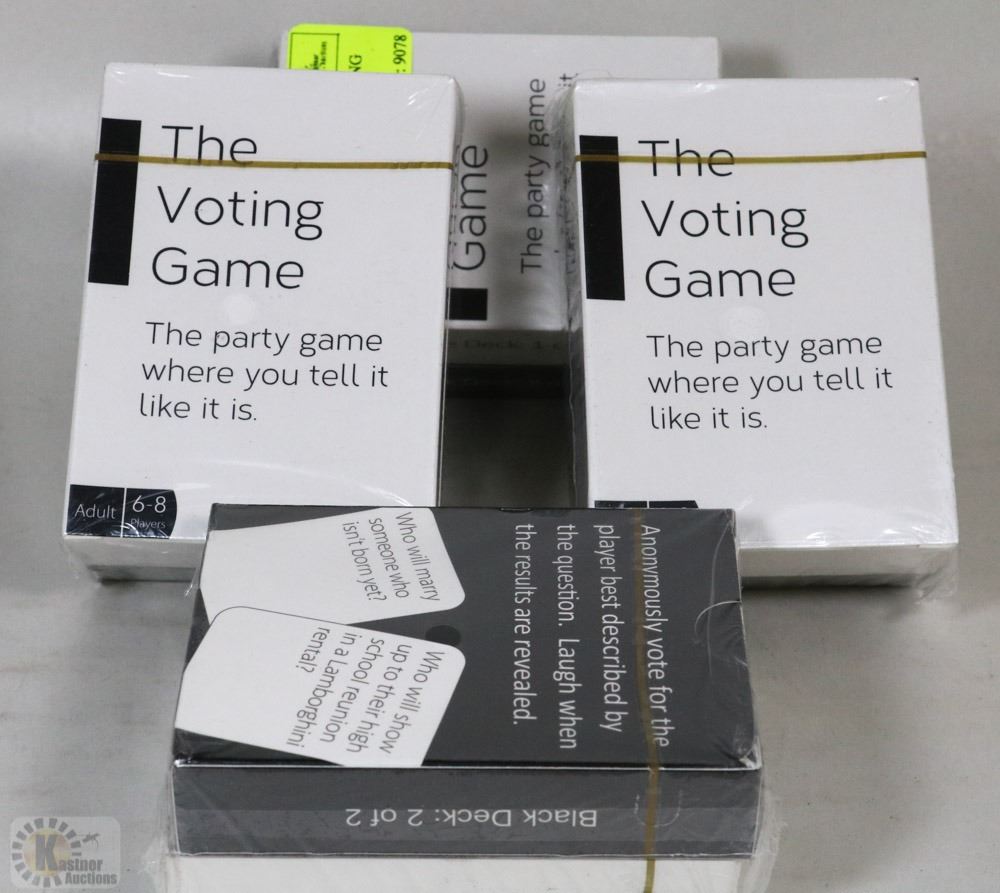 9078
NG
The
Voting
Game
The party game
where you tell it
like it is.
Adult 6-8
Players
Game
The party game
it
The
Voting
Game
The party game
where you tell it
like it is.
Who will marry
someone who
isn't born yet?
Who will show
up to their high
school reunion
in a Lamborghini
rental?
Anonymously vote for the
player best described by
the question. Laugh when
the results are revealed.
Black Deck: 2 of 2
Kastner
Auctions